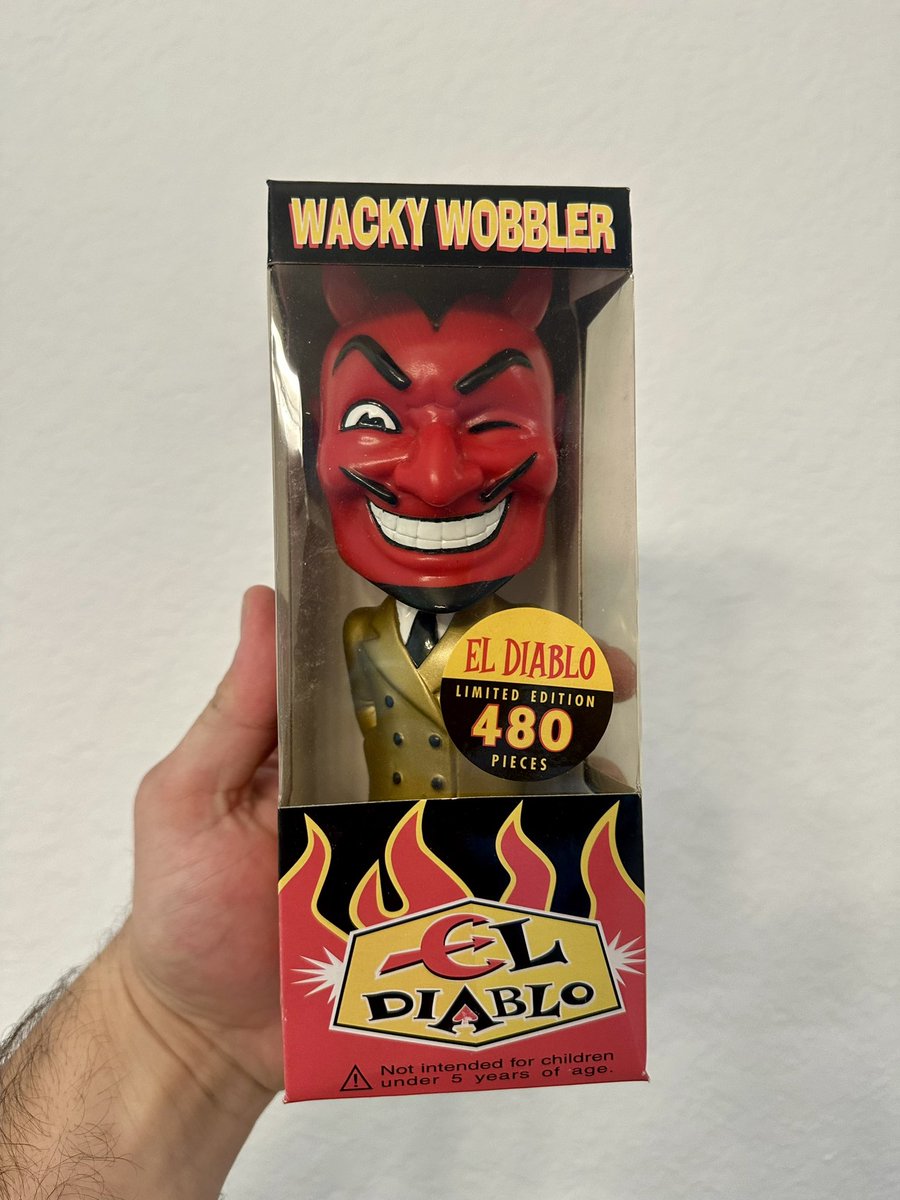 WACKY WOBBLER
EL DIABLO
LIMITED EDITION
480
PIECES
EL
DIABLO
Not intended for children
under 5 years of age.